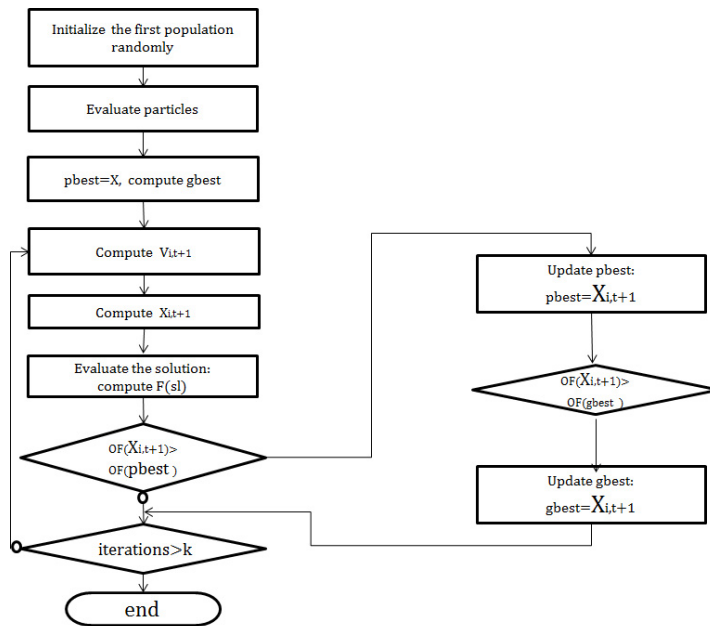 Initialize the first population
randomly
Evaluate particles
pbest=X, compute gbest
Compute Vi,t+1
Compute Xi,t+1
Evaluate the solution:
compute F(sl)
OF(Xi,t+1)>
OF(pbest )
iterations>k
end
Update pbest:
pbest=Xi,t+1
OF(Xi,t+1)>
OF(gbest )
Update gbest:
gbest=Xi,t+1